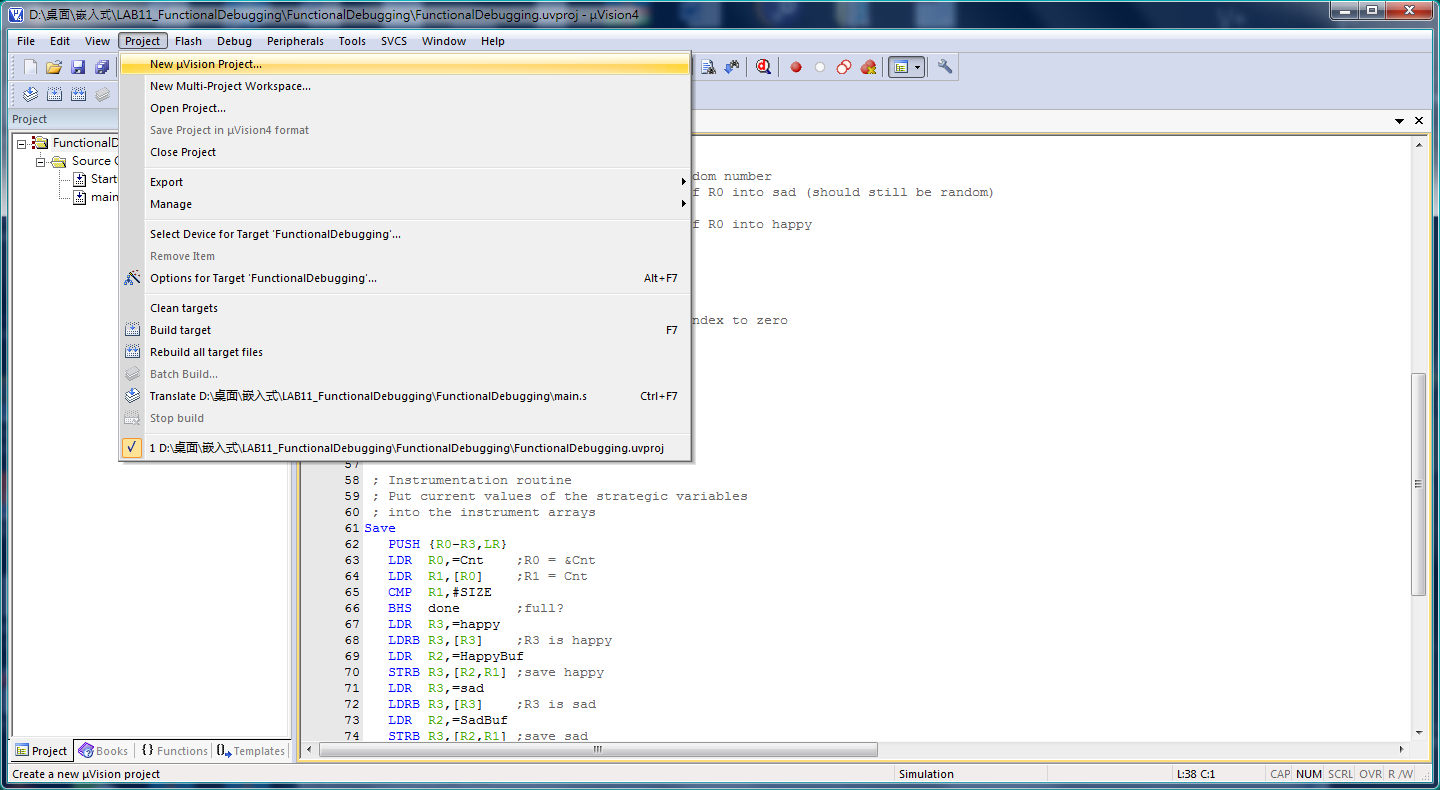 D:\桌面\嵌入式\LAB11_FunctionalDebugging\FunctionalDebugging\FunctionalDebugging.uvproj - µVision4
File Edit View Project Flash Debug Peripherals Tools SVCS Window Help
New µVision Project...
New Multi-Project Workspace...
Open Project...
Save Project in µVision4 format
Close Project
Export
Manage
Select Device for Target 'FunctionalDebugging'...
Remove Item
Options for Target 'FunctionalDebugging'... Alt+F7
Clean targets
Build target F7
Rebuild all target files
Batch Build...
Translate D:\桌面\嵌入式\LAB11_FunctionalDebugging\FunctionalDebugging\main.s Ctrl+F7
Stop build
1 D:\桌面\嵌入式\LAB11_FunctionalDebugging\FunctionalDebugging\FunctionalDebugging.uvproj
Project
FunctionalD
Source C
Start
main
dom number
f R0 into sad (should still be random)
f R0 into happy
ndex to zero
57
58 ; Instrumentation routine
59 ; Put current values of the strategic variables
60 ; into the instrument arrays
61 Save
62 PUSH {R0-R3,LR}
63 LDR R0,=Cnt ;R0 = &Cnt
64 LDR R1,[R0] ;R1 = Cnt
65 CMP R1,#SIZE
66 BHS done ;full?
67 LDR R3,=happy
68 LDRB R3,[R3] ;R3 is happy
69 LDR R2,=HappyBuf
70 STRB R3,[R2,R1] ;save happy
71 LDR R3,=sad
72 LDRB R3,[R3] ;R3 is sad
73 LDR R2,=SadBuf
74 STRB R3,[R2,R1] ;save sad
Project Books {} Functions Templates
Create a new µVision project Simulation L:38 C:1 CAP NUM SCRL OVR R/W